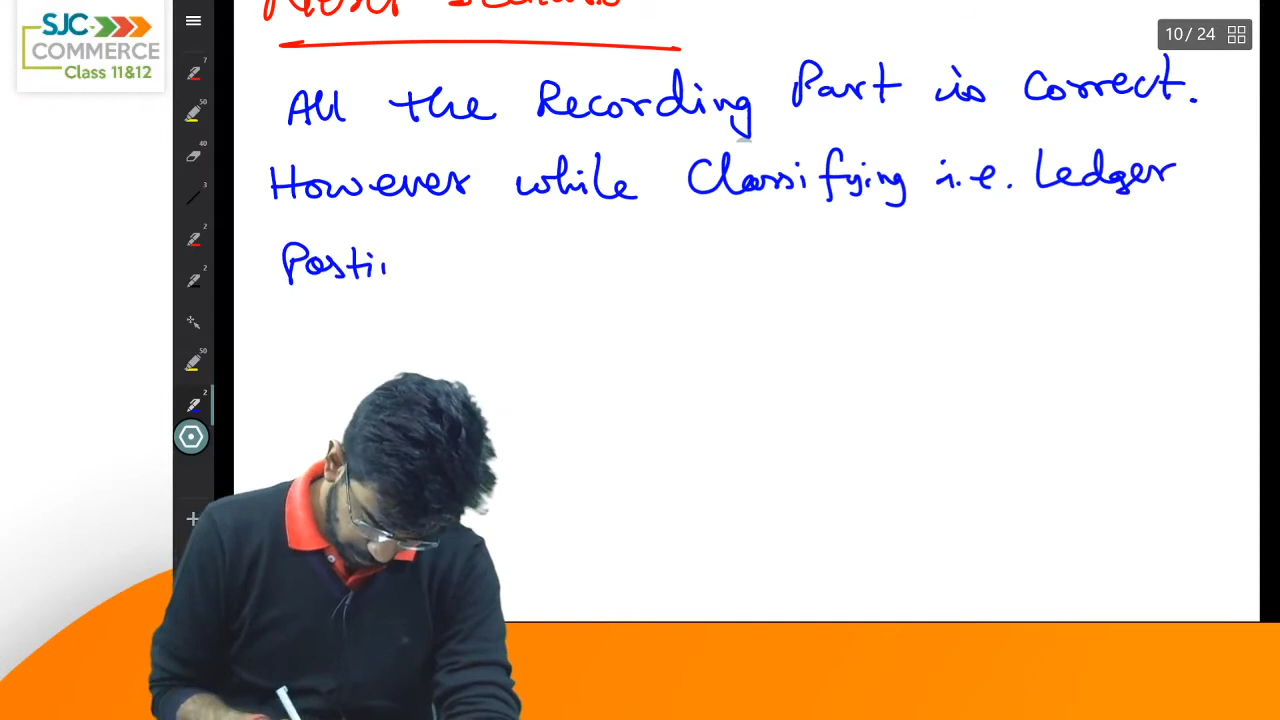 SJC
COMMERCE
Class 11&12
10 / 24
All the Recording Part is Correct.
However while Classifying i.e. Ledger
Posti